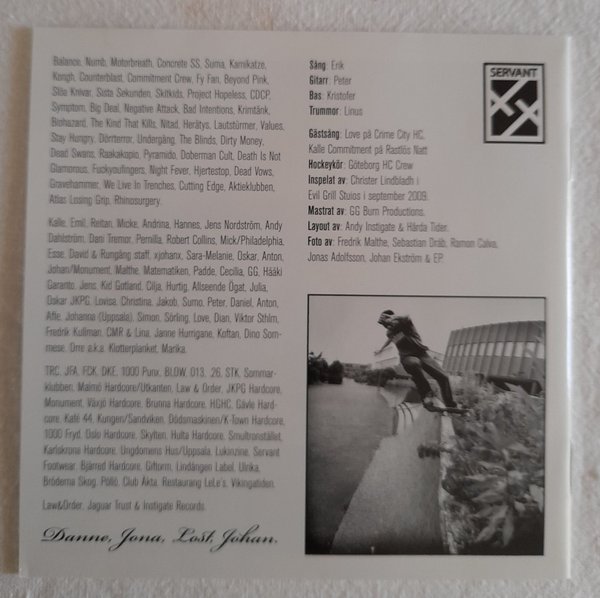 Balance, Numb, Motorbreath, Concrete SS, Suma, Kamikatze,
Kongh, Counterblast, Commitment Crew, Fy Fan, Beyond Pink,
Slöa Knivar, Sista Sekunden, Skitkids, Project Hopeless, CDCP,
Symptom, Big Deal, Negative Attack, Bad Intentions, Krimtänk,
Biohazard, The Kind That Kills, Nitad, Herätys, Lautstürmer, Values,
Stay Hungry, Dörrterror, Undergång, The Blinds, Dirty Money,
Dead Swans, Raakakopio, Pyramido, Doberman Cult, Death Is Not
Glamorous, Fuckyoufingers, Night Fever, Hjertestop, Dead Vows,
Gravehammer, We Live In Trenches, Cutting Edge, Aktieklubben,
Atlas Losing Grip, Rhinosurgery.
Kalle, Emil, Reitan, Micke, Andrina, Hannes, Jens Nordström, Andy
Dahlström, Dani Tremor, Pernilla, Robert Collins, Mick/Philadelphia,
Esse, David & Rungång staff, xjohanx, Sara-Melanie, Oskar, Anton,
Johan/Monument, Malthe, Matematiken, Padde, Cecilia, GG, Hååki
Garanto, Jens, Kid Gotland, Cilja, Hurtig, Allseende Ögat, Julia,
Oskar JKPG, Lovisa, Christina, Jakob, Sumo, Peter, Daniel, Anton,
Affe, Johanna (Uppsala), Simon, Sörling, Love, Dian, Viktor Sthlm,
Fredrik Kullman, CMR & Lina, Janne Hurrigane, Koftan, Dino Som-
mese, Orre a.k.a. Klotterplanket, Marika.
TRC, JFA, FCK, DKE, 1000 Punx, BLOW, 013, 26, STK, Sommar-
klubben, Malmö Hardcore/Utkanten, Law & Order, JKPG Hardcore,
Monument, Växjö Hardcore, Brunna Hardcore, HGHC, Gävle Hard-
core, Kafé 44, Kungen/Sandviken, Dödsmaskinen/K-Town Hardcore,
1000 Fryd, Oslo Hardcore, Skylten, Hulta Hardcore, Smultronstället,
Karlskrona Hardcore, Ungdomens Hus/Uppsala, Lukinzine, Servant
Footwear, Bjärred Hardcore, Giftorm, Lindängen Label, Ulrika,
Bröderna Skog, Pöllö, Club Äkta, Restaurang LeLe's, Vikingatiden.
Law&Order, Jaguar Trust & Instigate Records.
Danne, Jona, Lost, Johan.
Sång: Erik
Gitarr: Peter
Bas: Kristofer
Trummor: Linus
Gästsång: Love på Crime City HC,
Kalle Commitment på Rastlös Natt
Hockeykör: Göteborg HC Crew
Inspelat av: Christer Lindbladh i
Evil Grill Stuios i september 2009.
Mastrat av: GG Burn Productions.
Layout av: Andy Instigate & Hårda Tider.
Foto av: Fredrik Malthe, Sebastian Dráb, Ramon Calva,
Jonas Adolfsson, Johan Ekström & EP.
SERVANT